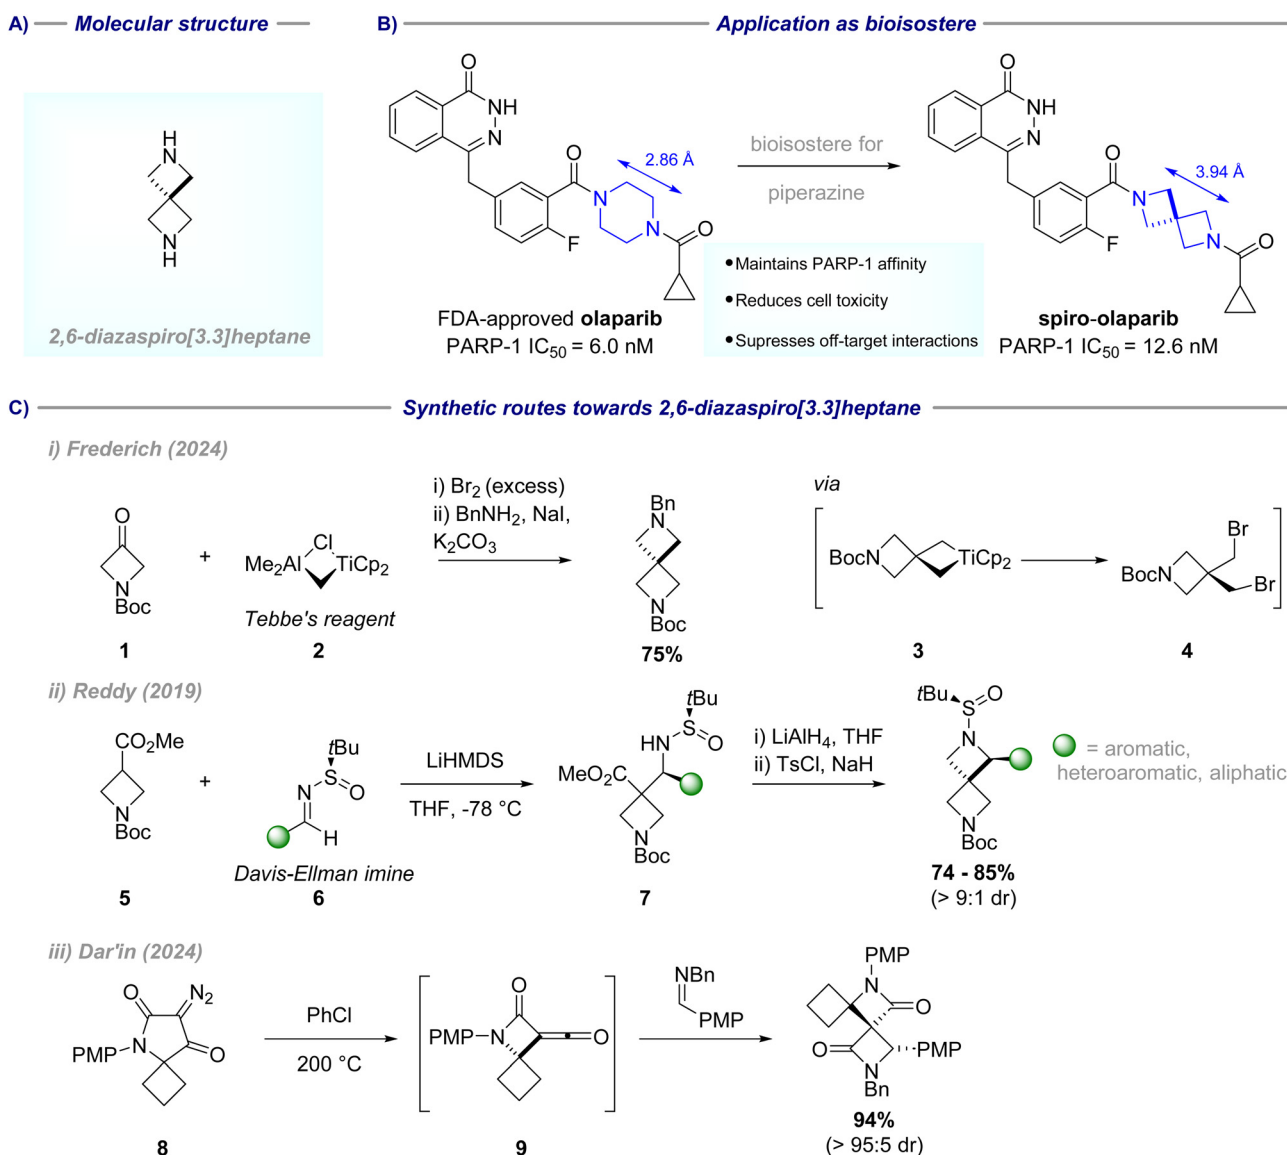 A) Molecular structure
H
N
N
H
2,6-diazaspiro[3.3]heptane
B) Application as bioisostere
O
NH
N
O
N
2.86 Å
N
O
F
FDA-approved olaparib
PARP-1 IC50 = 6.0 nM
bioisostere for
piperazine
• Maintains PARP-1 affinity
• Reduces cell toxicity
• Supresses off-target interactions
O
NH
N
O
N
3.94 Å
N
O
F
spiro-olaparib
PARP-1 IC50 = 12.6 nM
C) Synthetic routes towards 2,6-diazaspiro[3.3]heptane
i) Frederich (2024)
O
N
Boc
1
+
Cl
Me2Al
TiCp2
Tebbe's reagent
2
i) Br2 (excess)
ii) BnNH2, NaI,
K2CO3
Bn
N
N
Boc
75%
via
BocN
TiCp2
3
Br
BocN
Br
4
ii) Reddy (2019)
CO2Me
N
Boc
5
+
tBu
S
N
O
H
Davis-Ellman imine
6
LiHMDS
THF, -78 °C
tBu
S
HN
O
MeO2C
N
Boc
7
i) LiAlH4, THF
ii) TsCl, NaH
tBu
S
O
N
N
Boc
74 - 85%
(> 9:1 dr)
= aromatic,
heteroaromatic, aliphatic
iii) Dar'in (2024)
O
N2
PMP
N
O
8
PhCl
200 °C
O
PMP
N
O
9
NBn
PMP
PMP
N
O
O
PMP
N
Bn
94%
(> 95:5 dr)